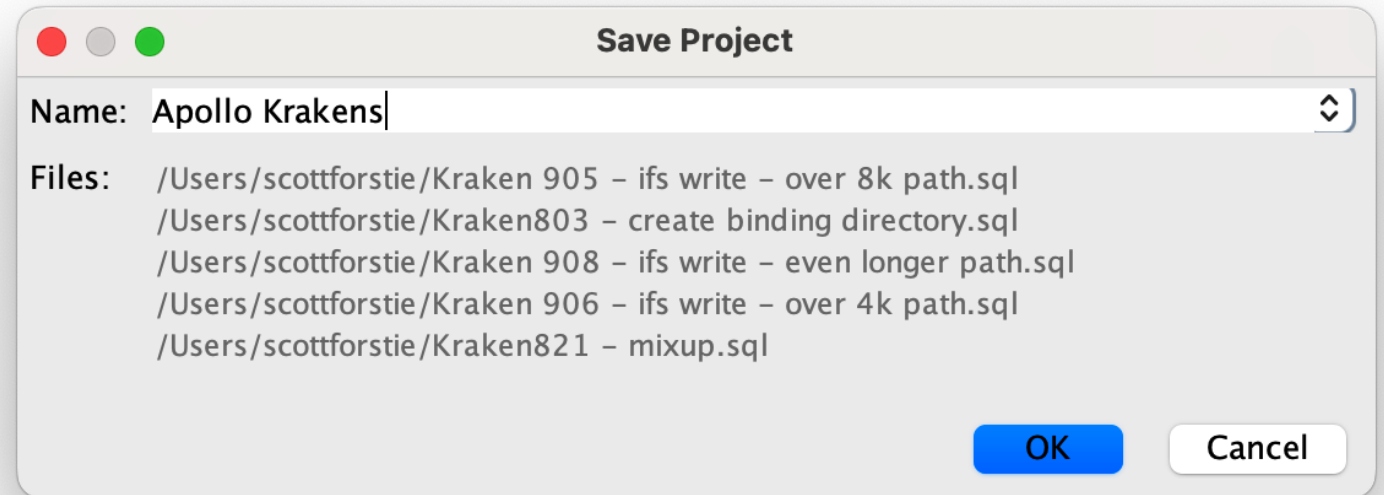 Save Project
Name: Apollo Krakens
Files: /Users/scottforstie/Kraken 905 – ifs write – over 8k path.sql
/Users/scottforstie/Kraken803 – create binding directory.sql
/Users/scottforstie/Kraken 908 – ifs write – even longer path.sql
/Users/scottforstie/Kraken 906 – ifs write – over 4k path.sql
/Users/scottforstie/Kraken821 – mixup.sql
OK Cancel